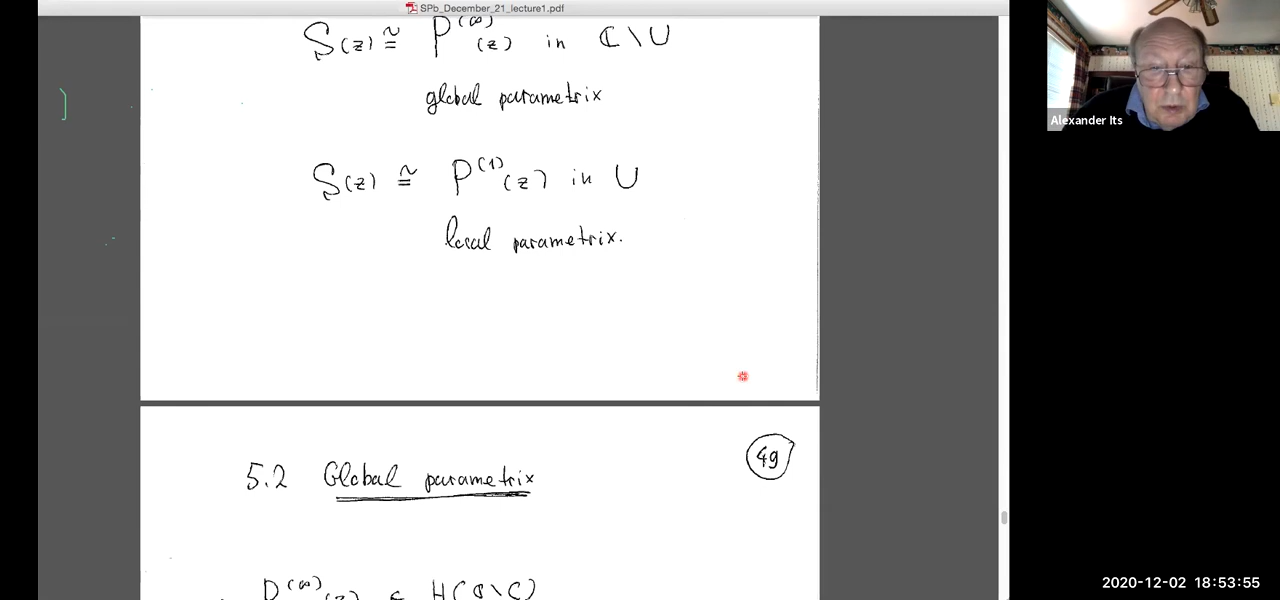 SPb_December_21_lecture1.pdf
S(z) ≅ P^(∞)(z) in ℂ \ U
global parametrix
S(z) ≅ P^(1)(z) in U
local parametrix.
49
5.2 Global parametrix
P^(∞)(z) ∈ H(ℂ\C)
Alexander Its
2020-12-02 18:53:55